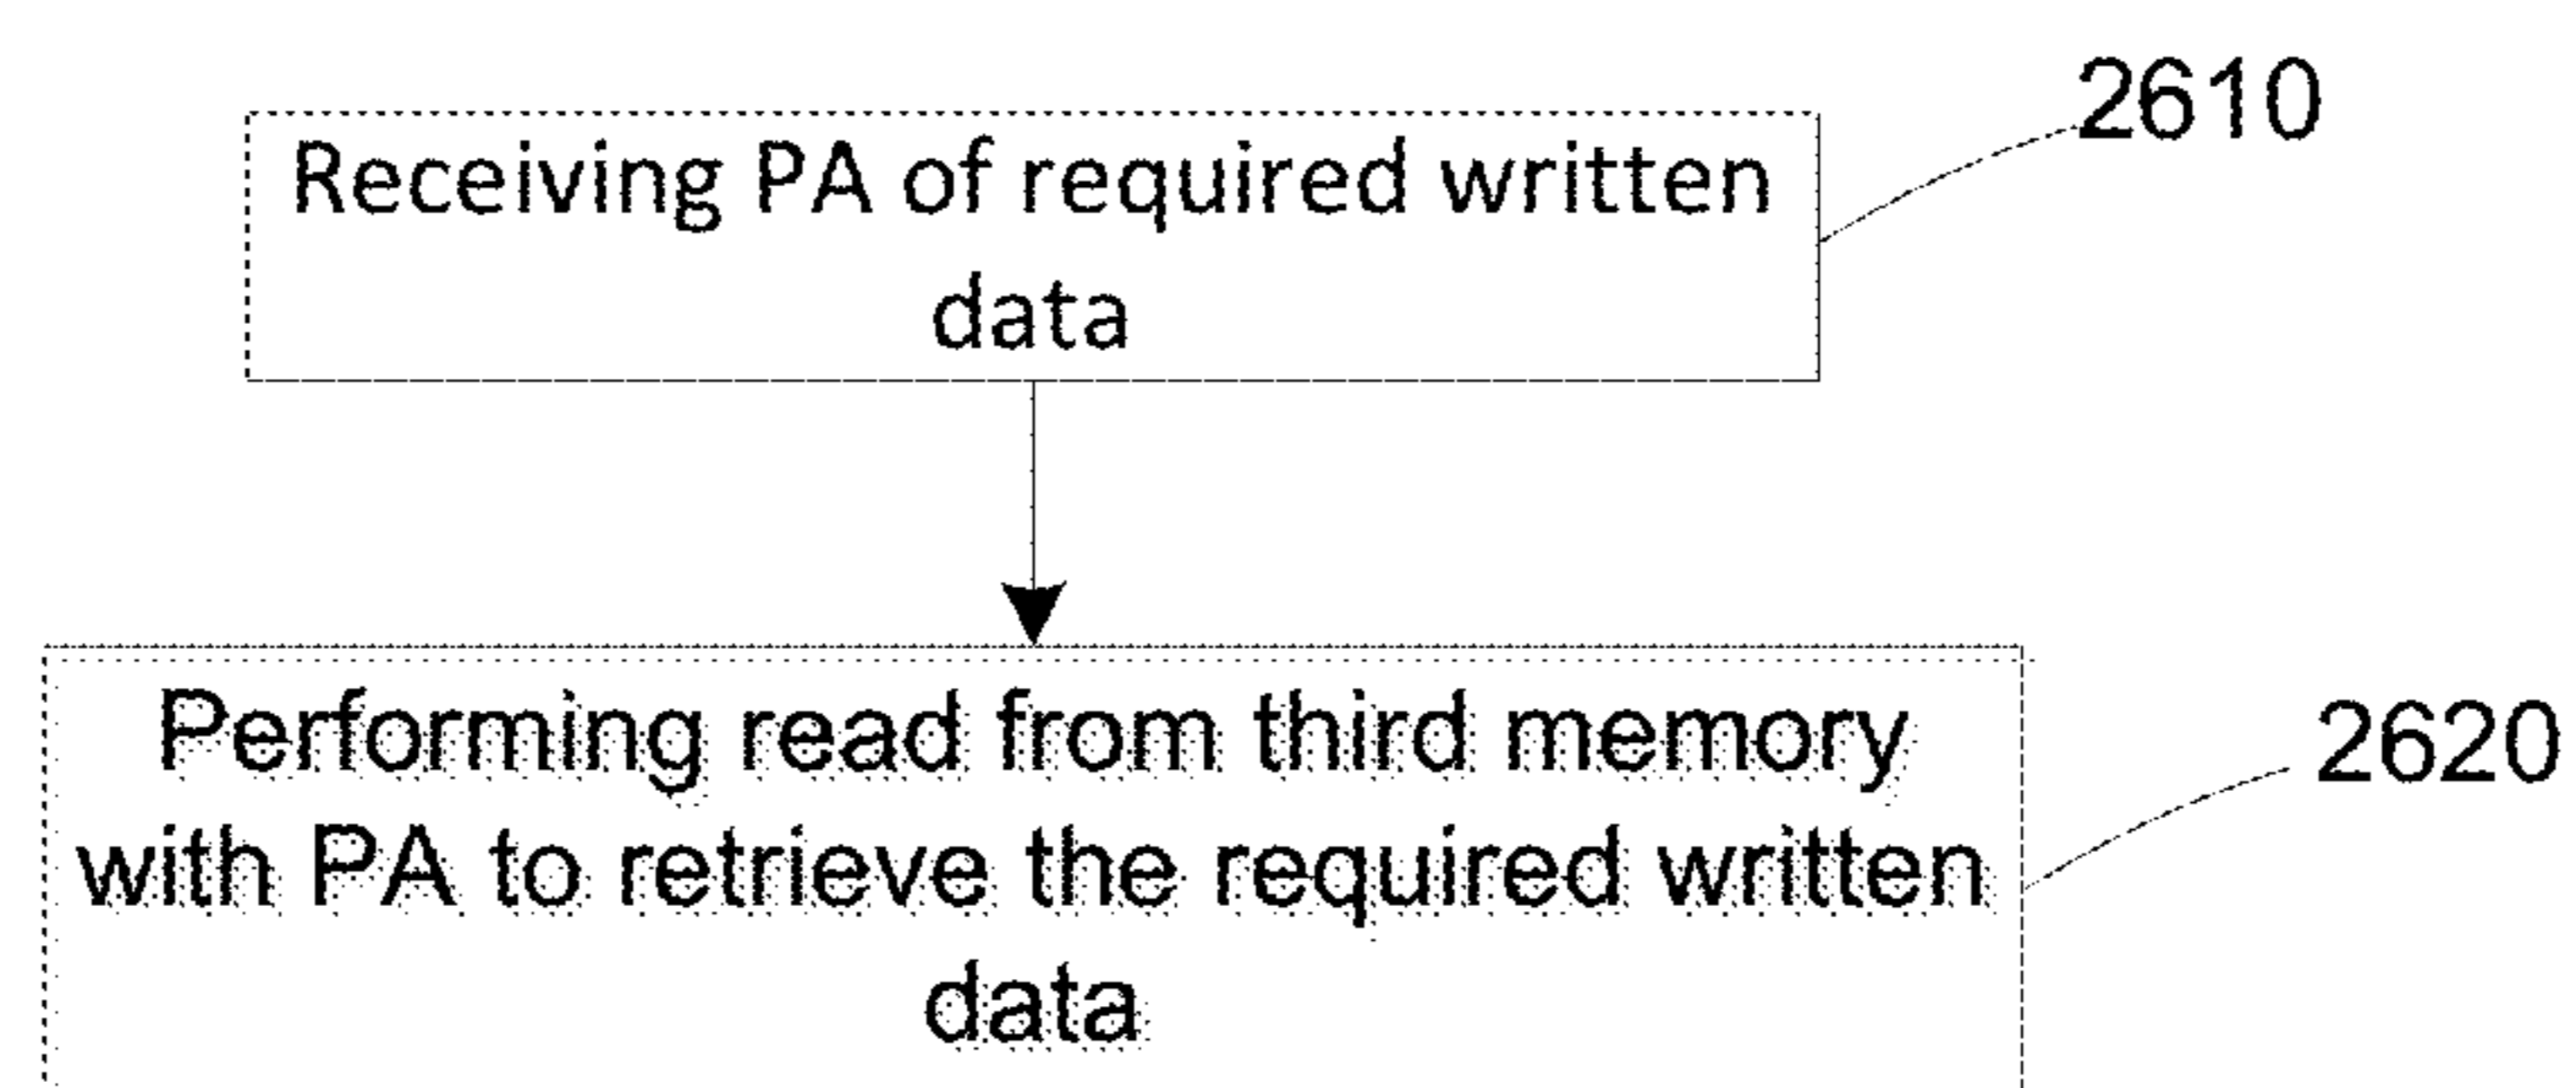 2610
Receiving PA of required written
data
Performing read from third memory
with PA to retrieve the required written
data
2620